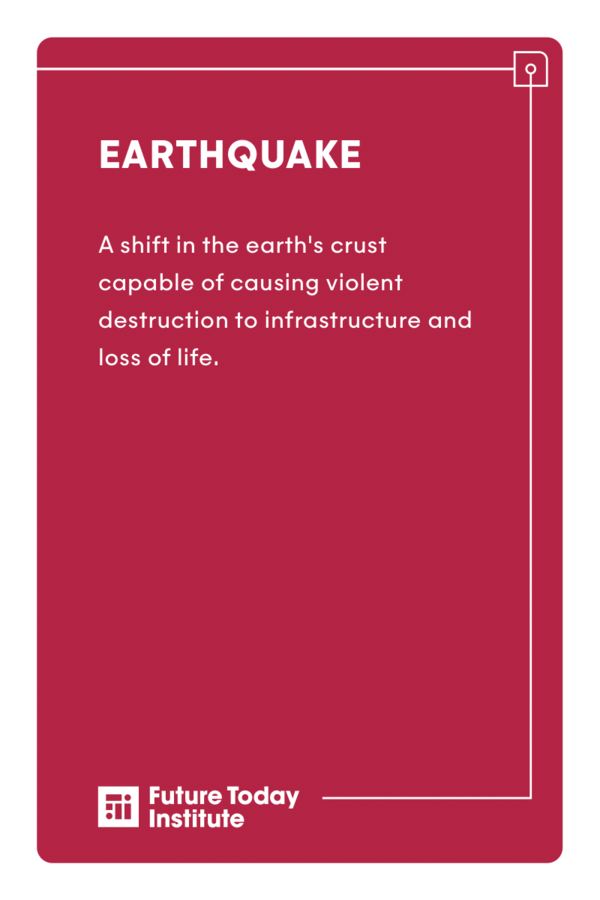 EARTHQUAKE
A shift in the earth's crust
capable of causing violent
destruction to infrastructure and
loss of life.
Future Today
Institute